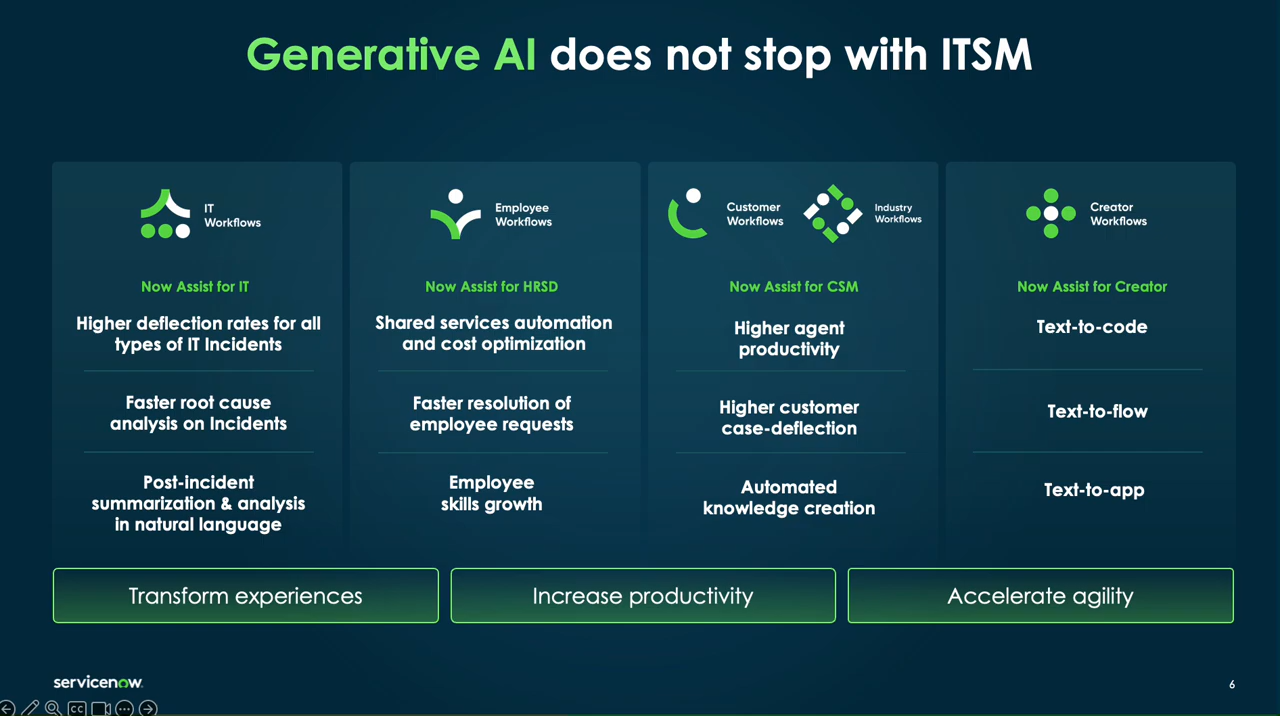 Generative AI does not stop with ITSM
IT
Workflows
Now Assist for IT
Higher deflection rates for all
types of IT Incidents
Faster root cause
analysis on Incidents
Post-incident
summarization & analysis
in natural language
Employee
Workflows
Now Assist for HRSD
Shared services automation
and cost optimization
Faster resolution of
employee requests
Employee
skills growth
Customer
Workflows
Industry
Workflows
Now Assist for CSM
Higher agent
productivity
Higher customer
case-deflection
Automated
knowledge creation
Creator
Workflows
Now Assist for Creator
Text-to-code
Text-to-flow
Text-to-app
Transform experiences
Increase productivity
Accelerate agility
servicenow.
6
CC